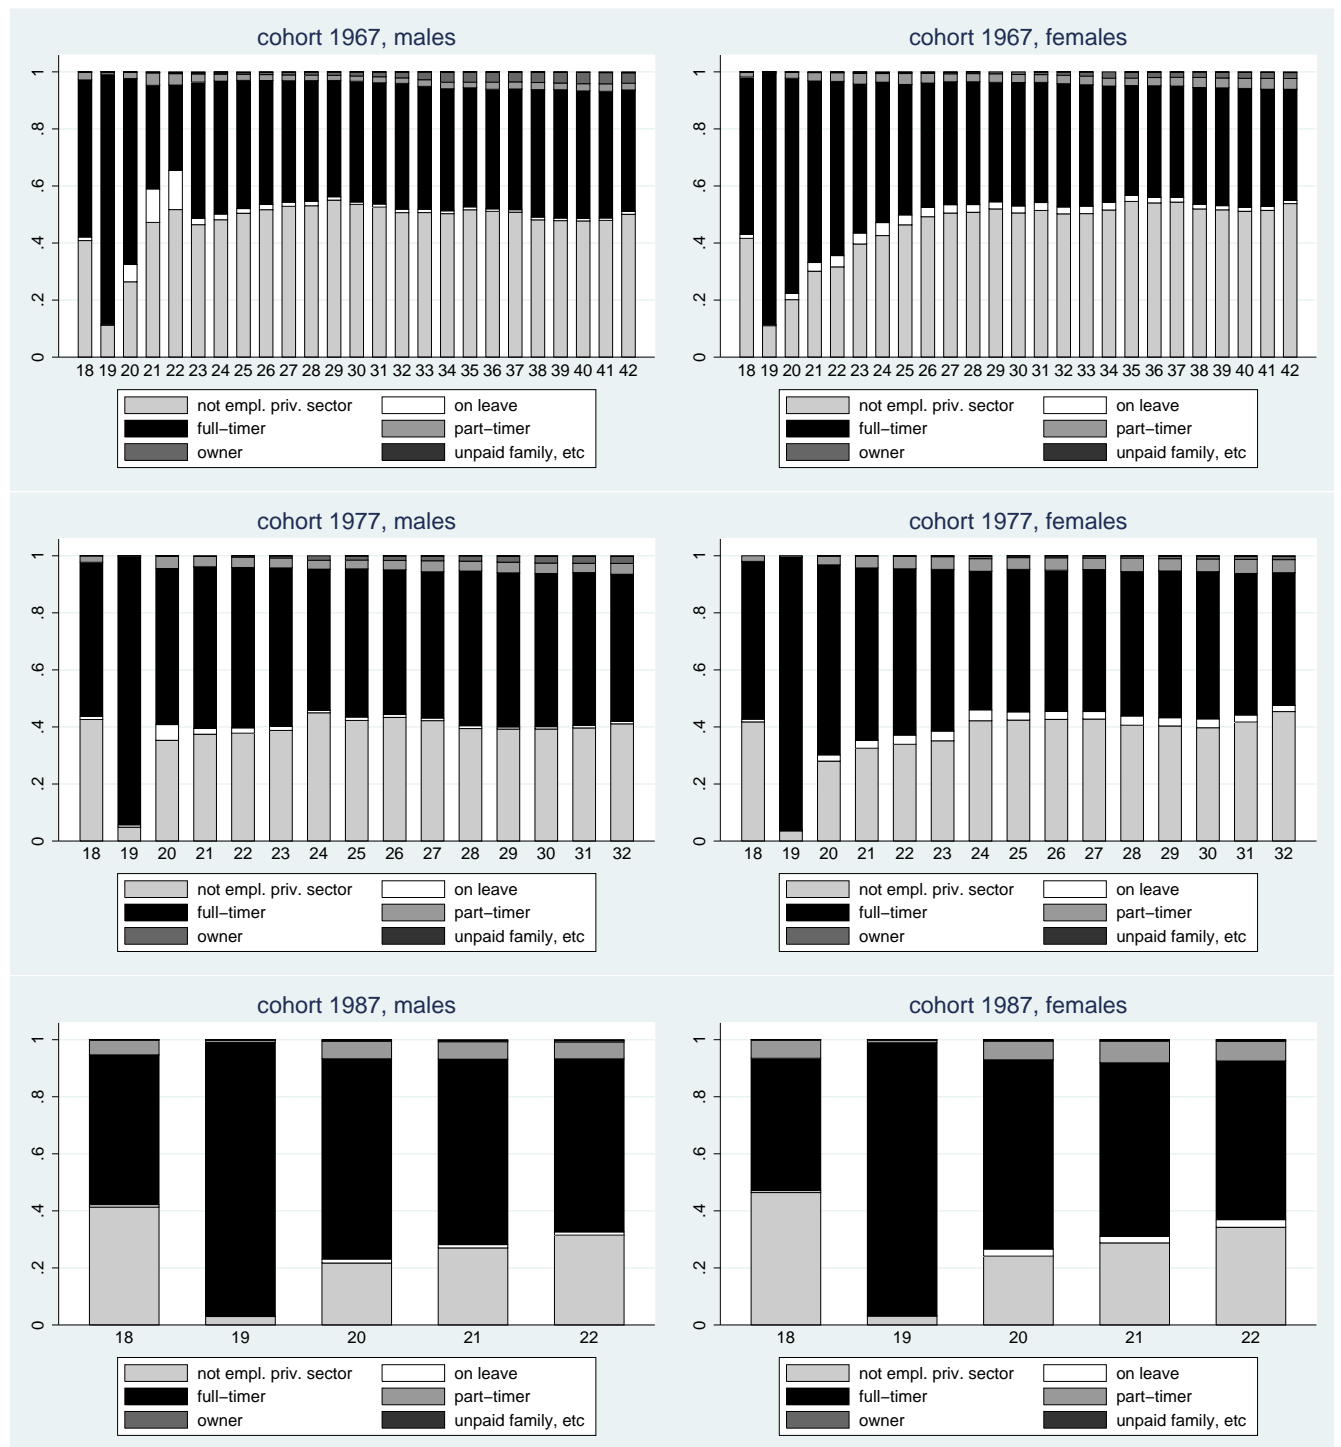 cohort 1967, males
0 .2 .4 .6 .8 1
18 19 20 21 22 23 24 25 26 27 28 29 30 31 32 33 34 35 36 37 38 39 40 41 42
not empl. priv. sector on leave
full−timer part−timer
owner unpaid family, etc
cohort 1967, females
0 .2 .4 .6 .8 1
18 19 20 21 22 23 24 25 26 27 28 29 30 31 32 33 34 35 36 37 38 39 40 41 42
not empl. priv. sector on leave
full−timer part−timer
owner unpaid family, etc
cohort 1977, males
0 .2 .4 .6 .8 1
18 19 20 21 22 23 24 25 26 27 28 29 30 31 32
not empl. priv. sector on leave
full−timer part−timer
owner unpaid family, etc
cohort 1977, females
0 .2 .4 .6 .8 1
18 19 20 21 22 23 24 25 26 27 28 29 30 31 32
not empl. priv. sector on leave
full−timer part−timer
owner unpaid family, etc
cohort 1987, males
0 .2 .4 .6 .8 1
18 19 20 21 22
not empl. priv. sector on leave
full−timer part−timer
owner unpaid family, etc
cohort 1987, females
0 .2 .4 .6 .8 1
18 19 20 21 22
not empl. priv. sector on leave
full−timer part−timer
owner unpaid family, etc